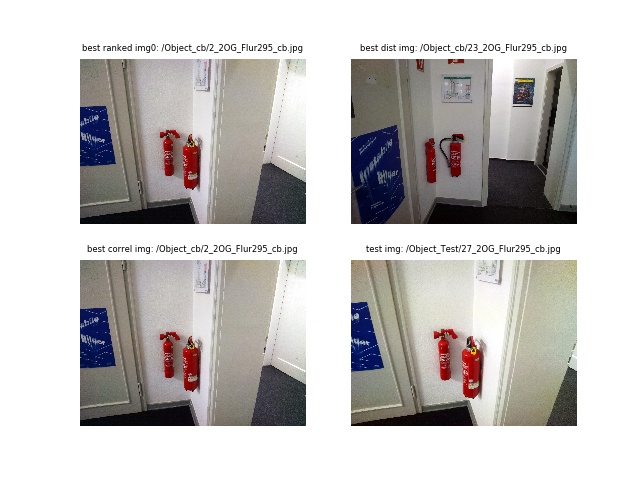 best ranked img0: /Object_cb/2_2OG_Flur295_cb.jpg
best dist img: /Object_cb/23_2OG_Flur295_cb.jpg
best correl img: /Object_cb/2_2OG_Flur295_cb.jpg
test img: /Object_Test/27_2OG_Flur295_cb.jpg